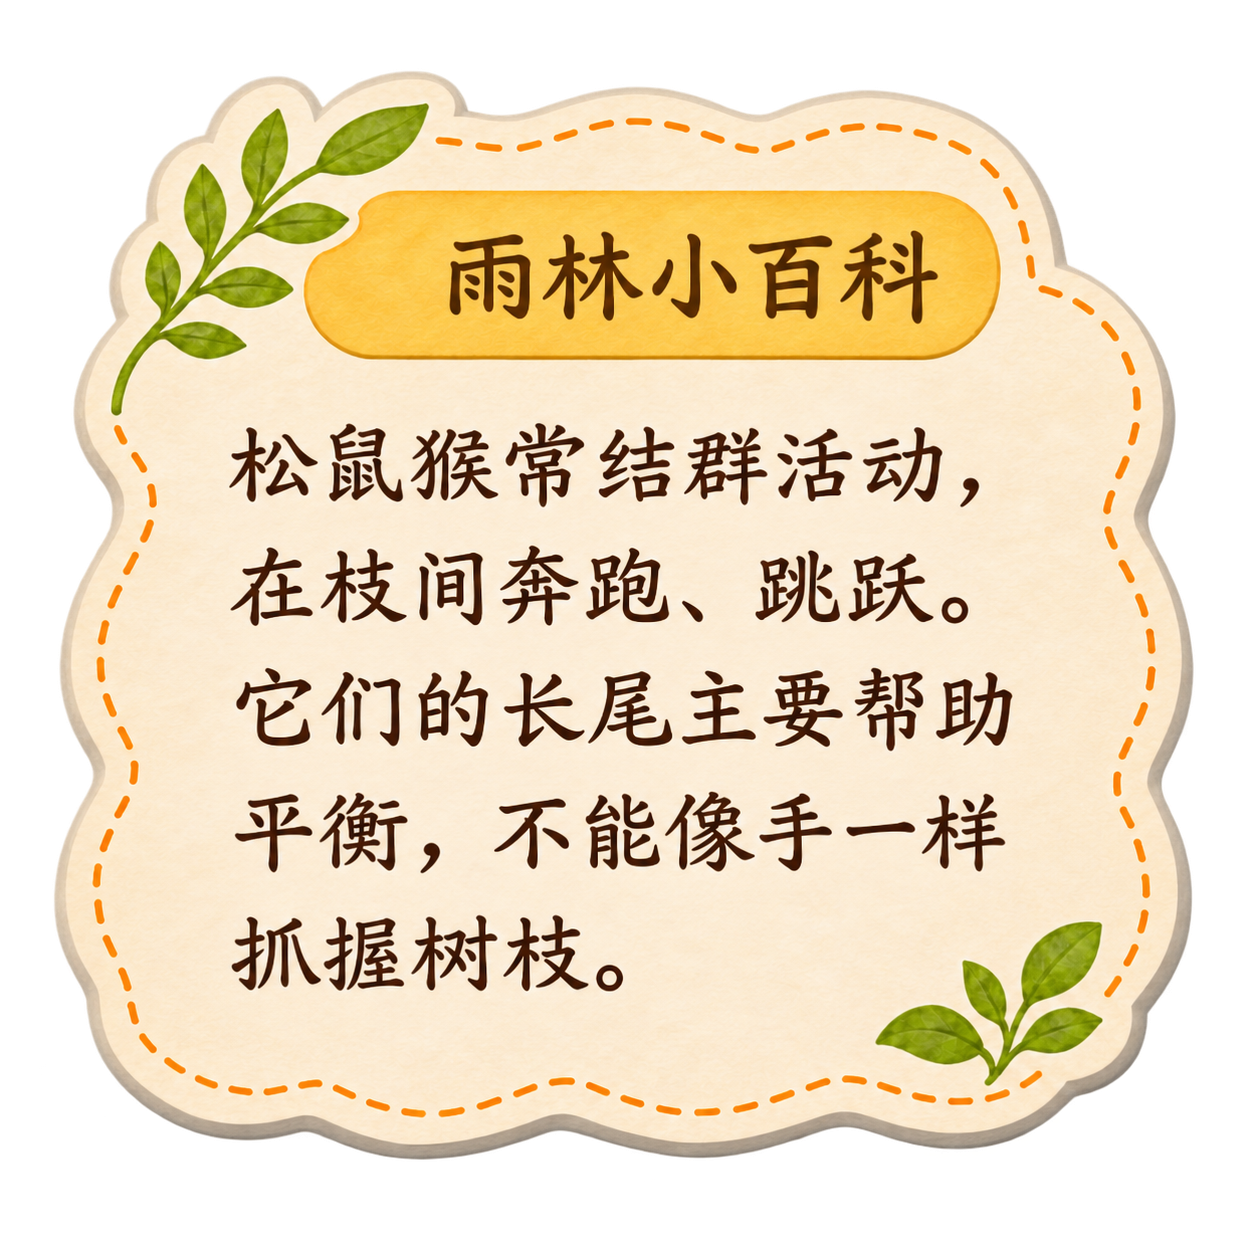 雨林小百科
松鼠猴常结群活动，
在枝间奔跑、跳跃。
它们的长尾主要帮助
平衡，不能像手一样
抓握树枝。